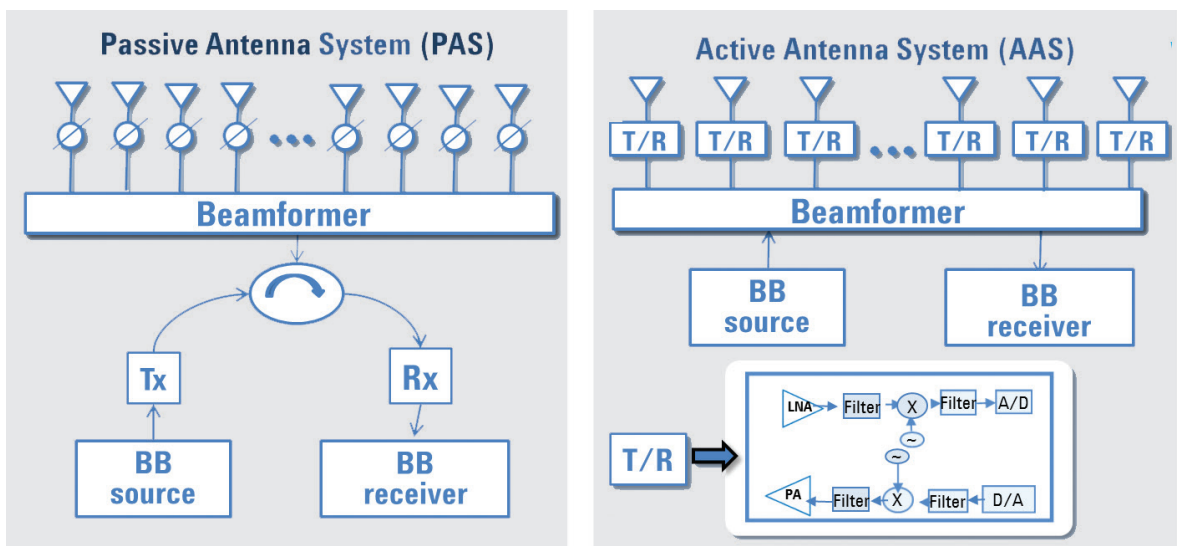 Passive Antenna System (PAS)
Beamformer
Tx
Rx
BB
source
BB
receiver
Active Antenna System (AAS)
T/R
T/R
T/R
T/R
T/R
T/R
Beamformer
BB
source
BB
receiver
T/R
LNA
Filter
X
Filter
A/D
~
~
PA
Filter
X
Filter
D/A